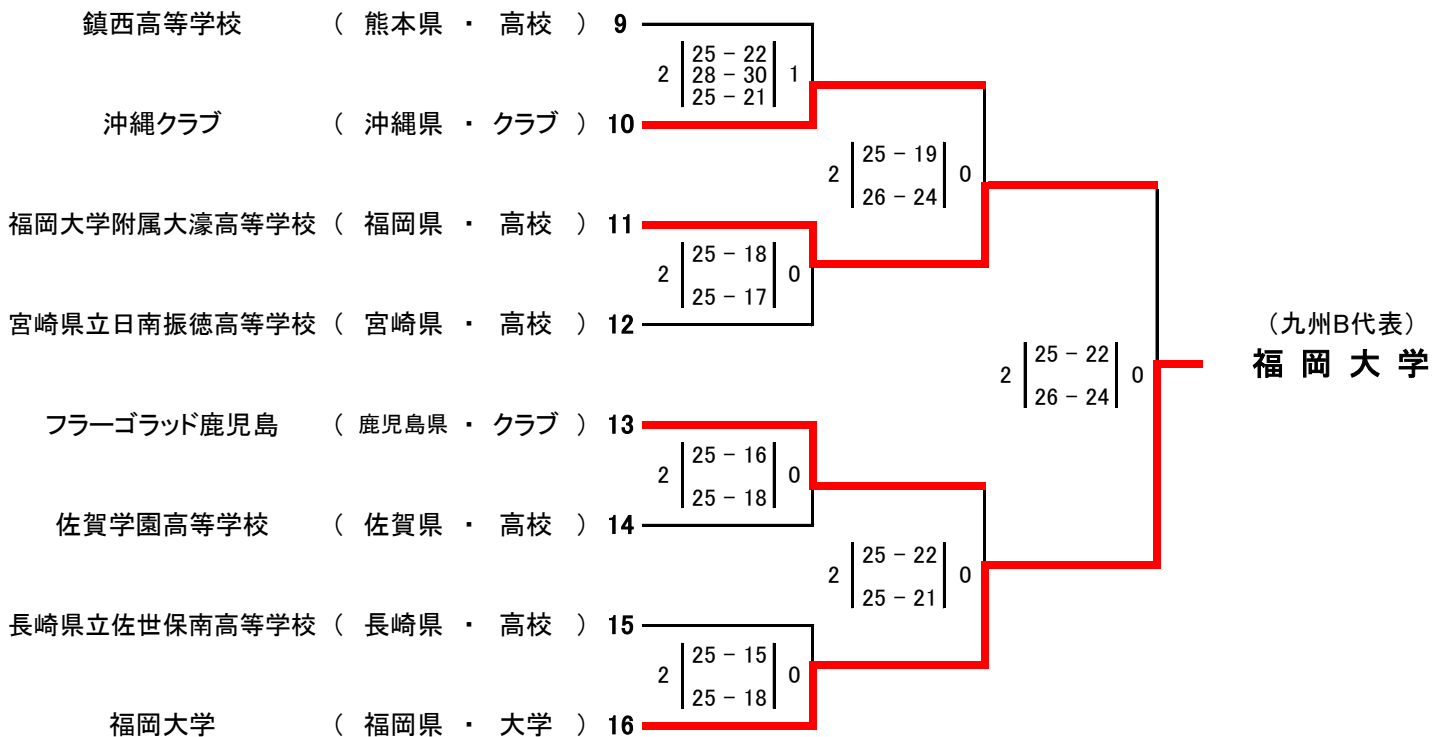 鎮西高等学校 ( 熊本県 ・ 高校 ) 9
2 25 - 22 1
28 - 30
25 - 21
沖縄クラブ ( 沖縄県 ・ クラブ ) 10
2 25 - 19 0
26 - 24
福岡大学附属大濠高等学校 ( 福岡県 ・ 高校 ) 11
2 25 - 18 0
25 - 17
宮崎県立日南振徳高等学校 ( 宮崎県 ・ 高校 ) 12
2 25 - 22 0
26 - 24
(九州B代表)
福 岡 大 学
フラーゴラッド鹿児島 ( 鹿児島県 ・ クラブ ) 13
2 25 - 16 0
25 - 18
佐賀学園高等学校 ( 佐賀県 ・ 高校 ) 14
2 25 - 22 0
25 - 21
長崎県立佐世保南高等学校 ( 長崎県 ・ 高校 ) 15
2 25 - 15 0
25 - 18
福岡大学 ( 福岡県 ・ 大学 ) 16